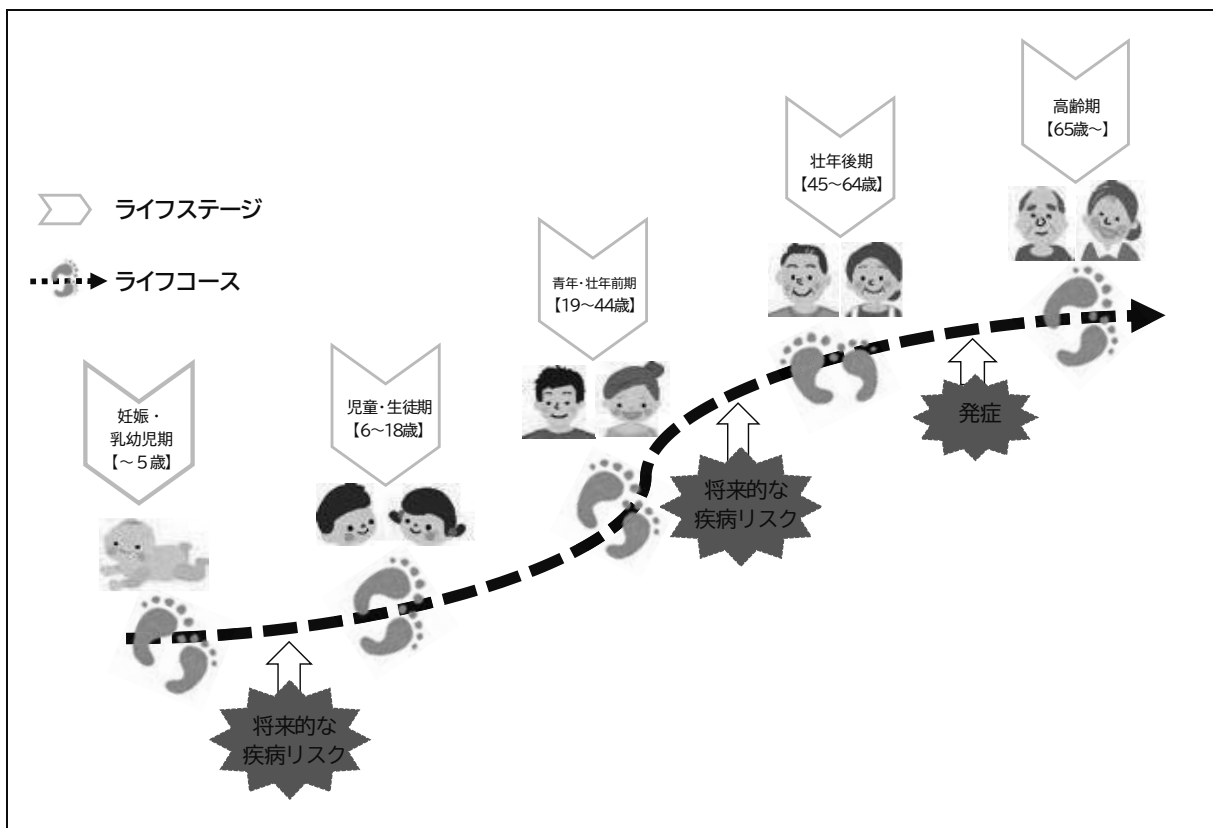 高齢期
【65歳～】
壮年後期
【45～64歳】
ライフステージ
ライフコース
青年・壮年前期
【19～44歳】
妊娠・
乳幼児期
【～５歳】
児童・生徒期
【6～18歳】
発症
将来的な
疾病リスク
将来的な
疾病リスク